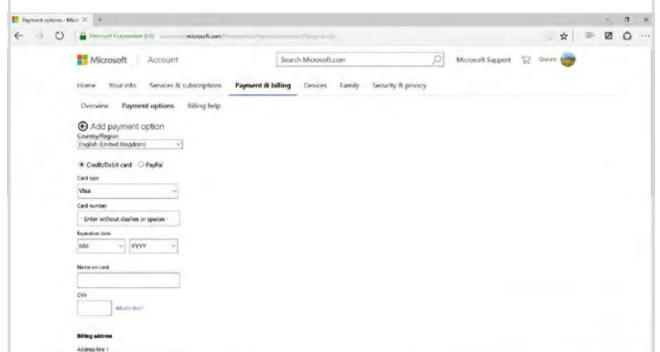 Payment options - Micr
Microsoft Corporation [US] microsoft.com
Microsoft Account Search Microsoft.com Microsoft Support Graham
Home Your info Services & subscriptions Payment & billing Devices Family Security & privacy
Overview Payment options Billing help
Add payment option
Country/Region
English (United Kingdom)
Credit/Debit card PayPal
Card type
Visa
Card number
- Enter without dashes or spaces -
Expiration date
MM YYYY
Name on card
CVV
What's this?
Billing address
Address line 1